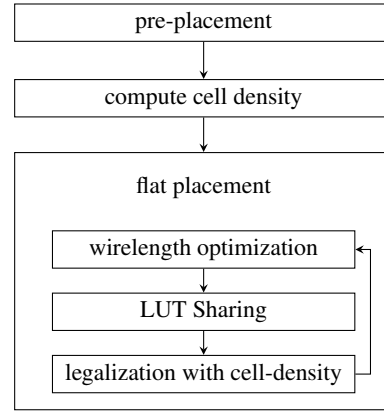 pre-placement
compute cell density
flat placement
wirelength optimization
LUT Sharing
legalization with cell-density